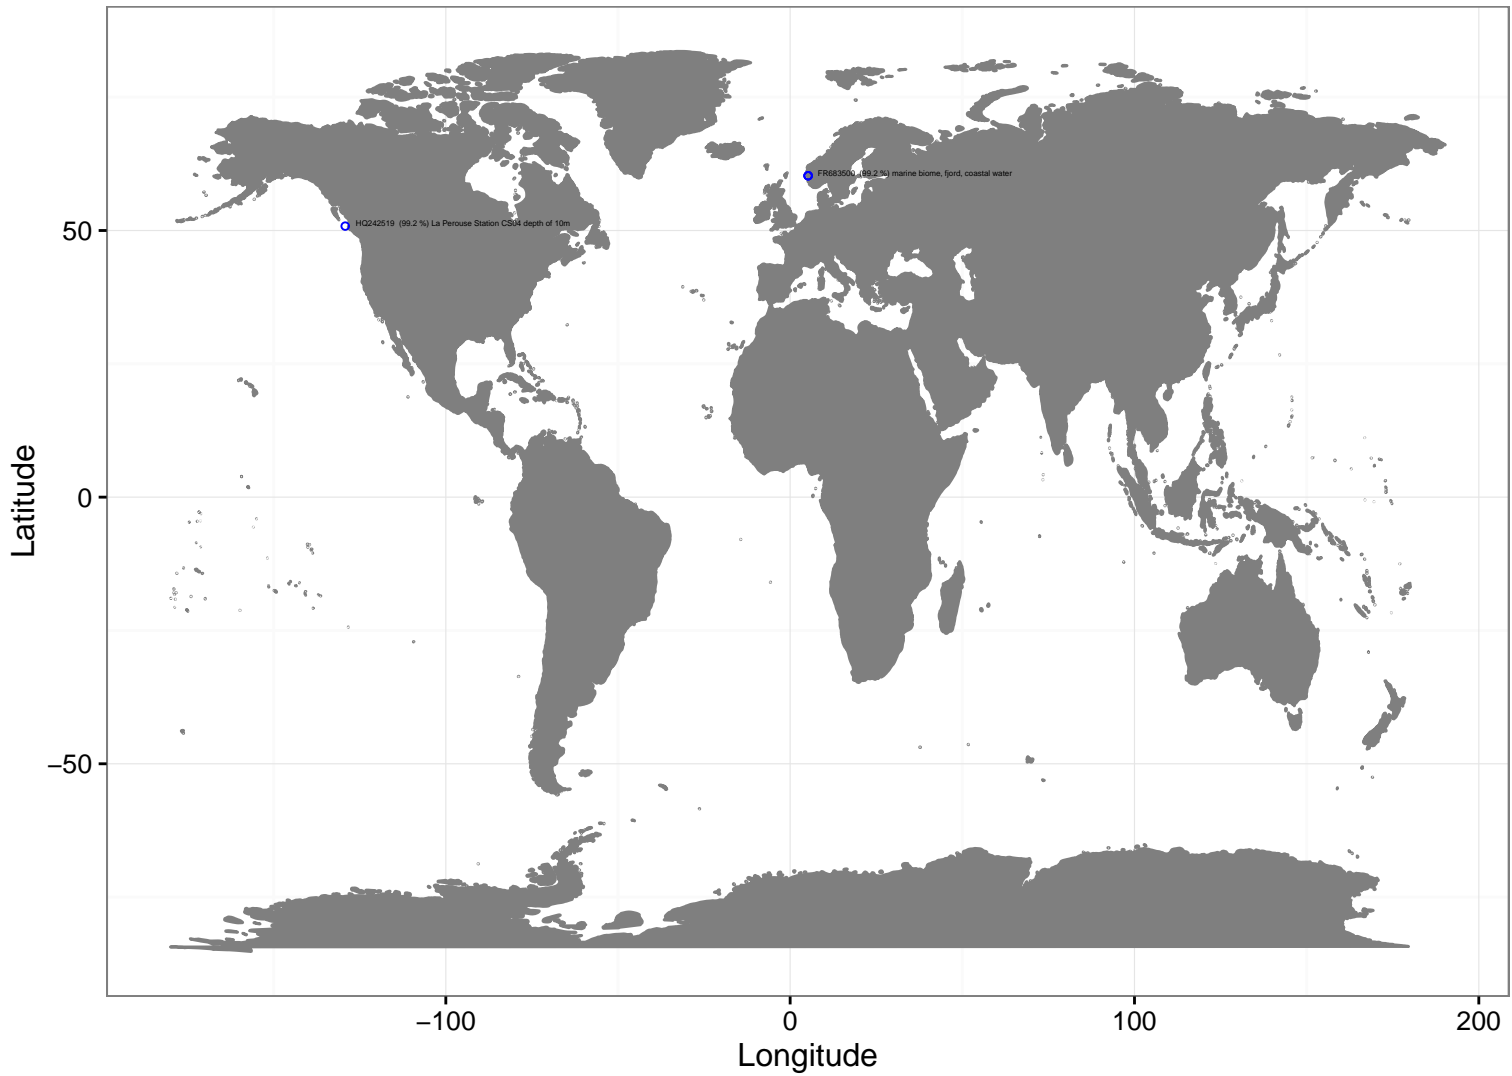 FR683500 (99.2 %) marine biome, fjord, coastal water
HQ242519 (99.2 %) La Perouse Station CS04 depth of 10m
50
0
−50
Latitude
−100
0
100
200
Longitude